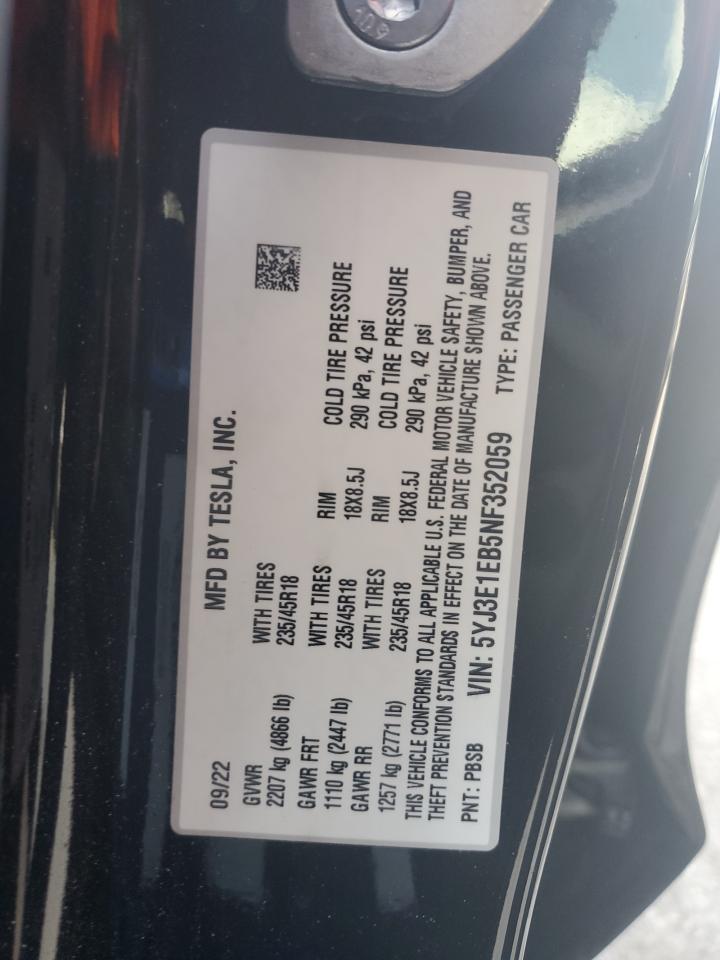 10.9
09/22 MFD BY TESLA, INC.
GVWR WITH TIRES
2207 kg (4866 lb) 235/45R18
GAWR FRT WITH TIRES RIM COLD TIRE PRESSURE
1110 kg (2447 lb) 235/45R18 18X8.5J 290 kPa, 42 psi
GAWR RR WITH TIRES RIM COLD TIRE PRESSURE
1257 kg (2771 lb) 235/45R18 18X8.5J 290 kPa, 42 psi
THIS VEHICLE CONFORMS TO ALL APPLICABLE U.S. FEDERAL MOTOR VEHICLE SAFETY, BUMPER, AND
THEFT PREVENTION STANDARDS IN EFFECT ON THE DATE OF MANUFACTURE SHOWN ABOVE.
PNT: PBSB VIN: 5YJ3E1EB5NF352059 TYPE: PASSENGER CAR